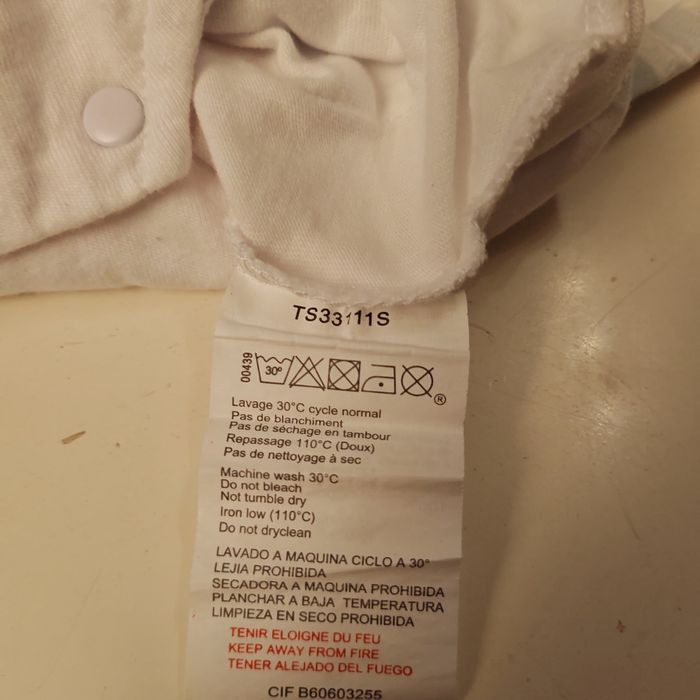 TS33111S
00439
30°
®
Lavage 30°C cycle normal
Pas de blanchiment
Pas de séchage en tambour
Repassage 110°C (Doux)
Pas de nettoyage à sec
Machine wash 30°C
Do not bleach
Not tumble dry
Iron low (110°C)
Do not dryclean
LAVADO A MAQUINA CICLO A 30°
LEJIA PROHIBIDA
SECADORA A MAQUINA PROHIBIDA
PLANCHAR A BAJA TEMPERATURA
LIMPIEZA EN SECO PROHIBIDA
TENIR ELOIGNE DU FEU
KEEP AWAY FROM FIRE
TENER ALEJADO DEL FUEGO
CIF B60603255